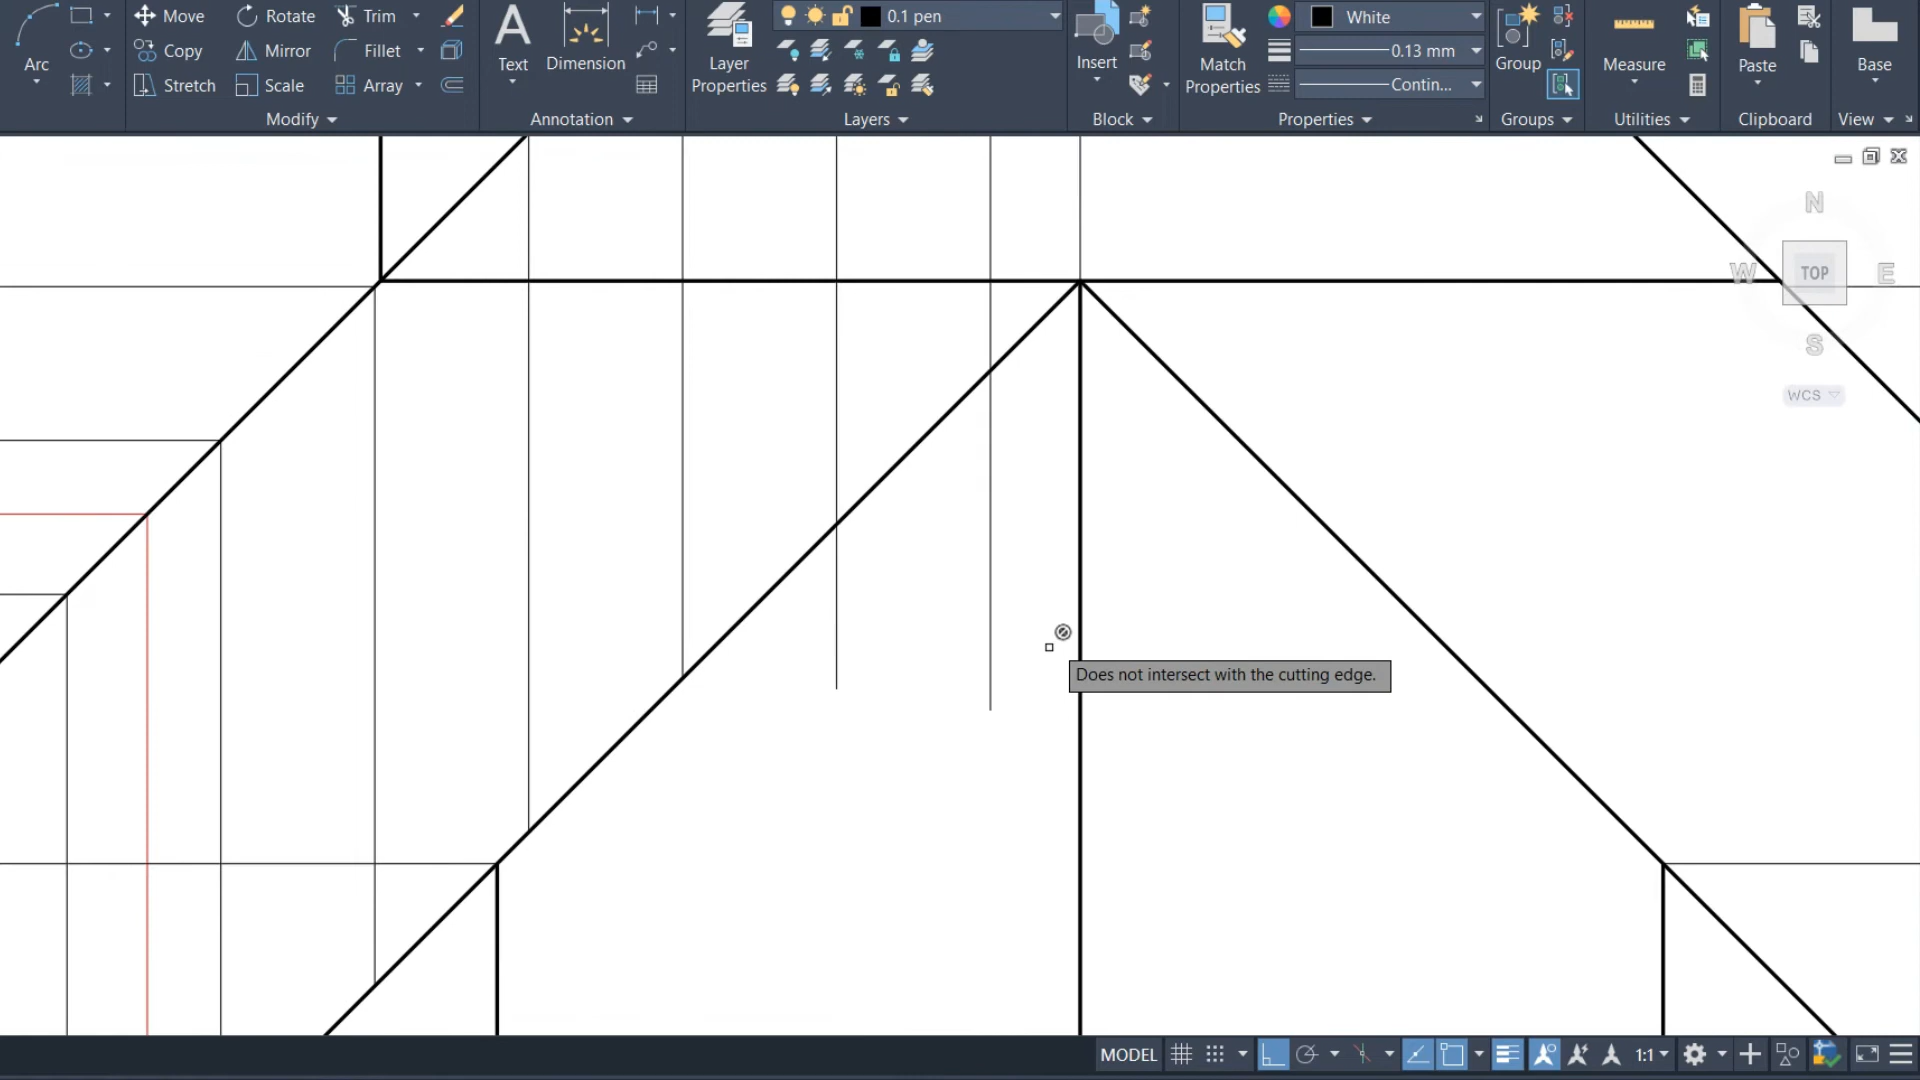 Move
Rotate
Trim
0.1 pen
White
Copy
Mirror
Fillet
0.13 mm
Arc
Text
Dimension
Layer
Properties
Insert
Match
Properties
Group
Measure
Paste
Base
Stretch
Scale
Array
Contin...
Modify
Annotation
Layers
Block
Properties
Groups
Utilities
Clipboard
View
N
W
TOP
E
S
WCS
Does not intersect with the cutting edge.
MODEL
1:1